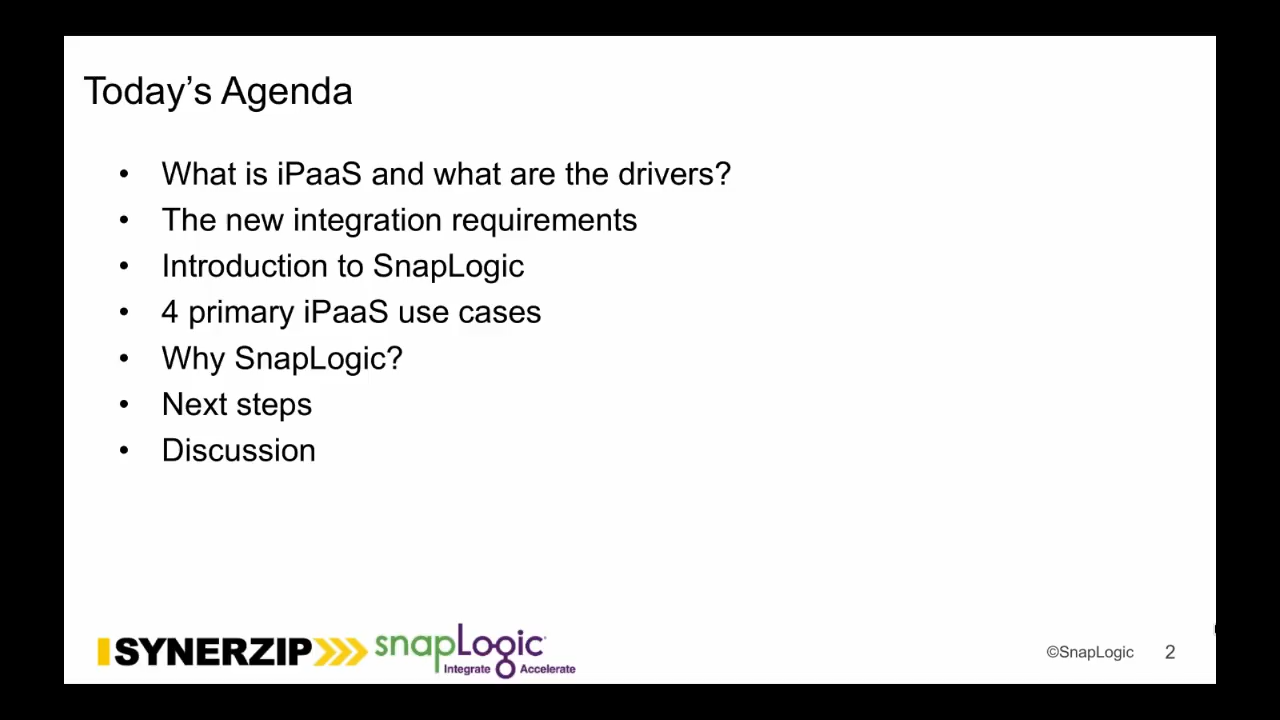 Today’s Agenda
• What is iPaaS and what are the drivers?
• The new integration requirements
• Introduction to SnapLogic
• 4 primary iPaaS use cases
• Why SnapLogic?
• Next steps
• Discussion
SYNERZIP
snapLogic
Integrate Accelerate
©SnapLogic 2